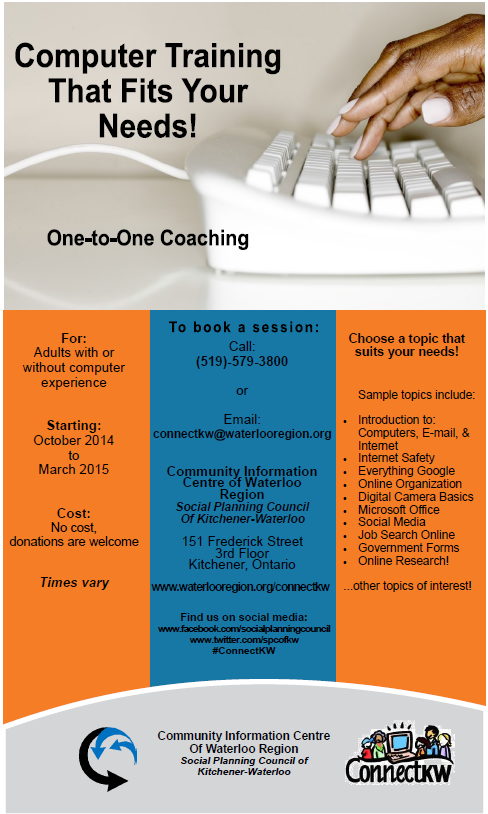 Computer Training
That Fits Your
Needs!
One-to-One Coaching
For:
Adults with or
without computer
experience
Starting:
October 2014
to
March 2015
Cost:
No cost,
donations are welcome
Times vary
To book a session:
Call:
(519)-579-3800
or
Email:
connectkw@waterlooregion.org
Community Information
Centre of Waterloo
Region
Social Planning Council
Of Kitchener-Waterloo
151 Frederick Street
3rd Floor
Kitchener, Ontario
www.waterlooregion.org/connectkw
Find us on social media:
www.facebook.com/socialplanningcouncil
www.twitter.com/spcofkw
#ConnectKW
Choose a topic that
suits your needs!
Sample topics include:
• Introduction to:
Computers, E-mail, &
Internet
• Internet Safety
• Everything Google
• Online Organization
• Digital Camera Basics
• Microsoft Office
• Social Media
• Job Search Online
• Government Forms
• Online Research!
...other topics of interest!
Community Information Centre
Of Waterloo Region
Social Planning Council of
Kitchener-Waterloo
ConnectKW